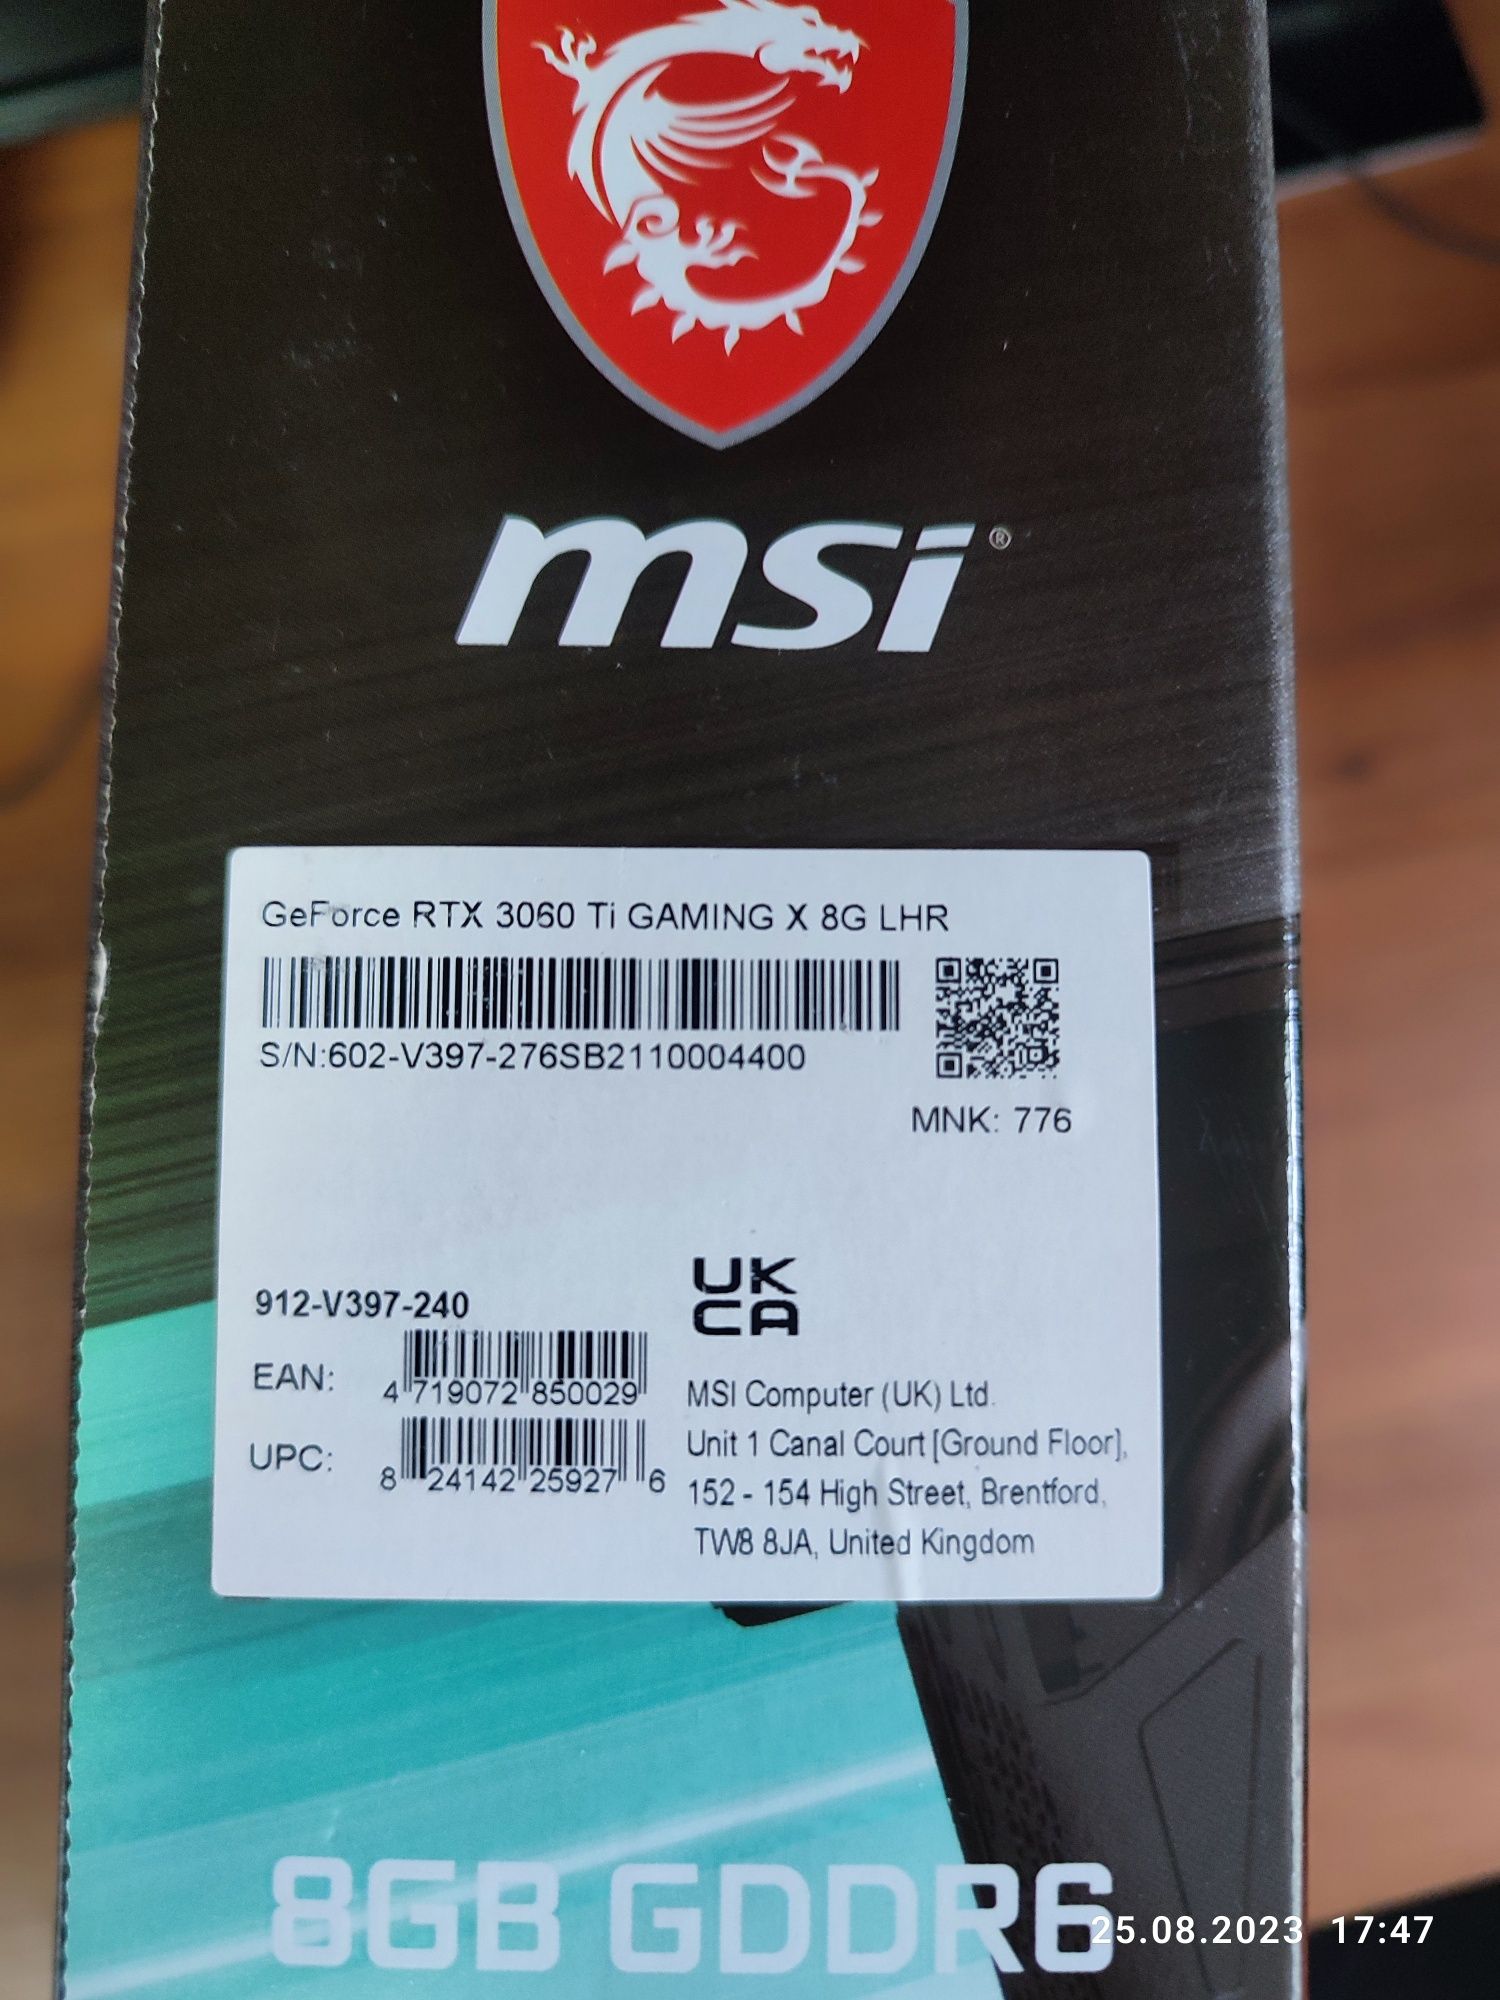 msi®
GeForce RTX 3060 Ti GAMING X 8G LHR
S/N:602-V397-276SB2110004400
MNK: 776
912-V397-240
UK
CA
EAN:
4 719072 850029
UPC:
8 24142 25927 6
MSI Computer (UK) Ltd.
Unit 1 Canal Court [Ground Floor],
152 - 154 High Street, Brentford,
TW8 8JA, United Kingdom
8GB GDDR6
25.08.2023 17:47